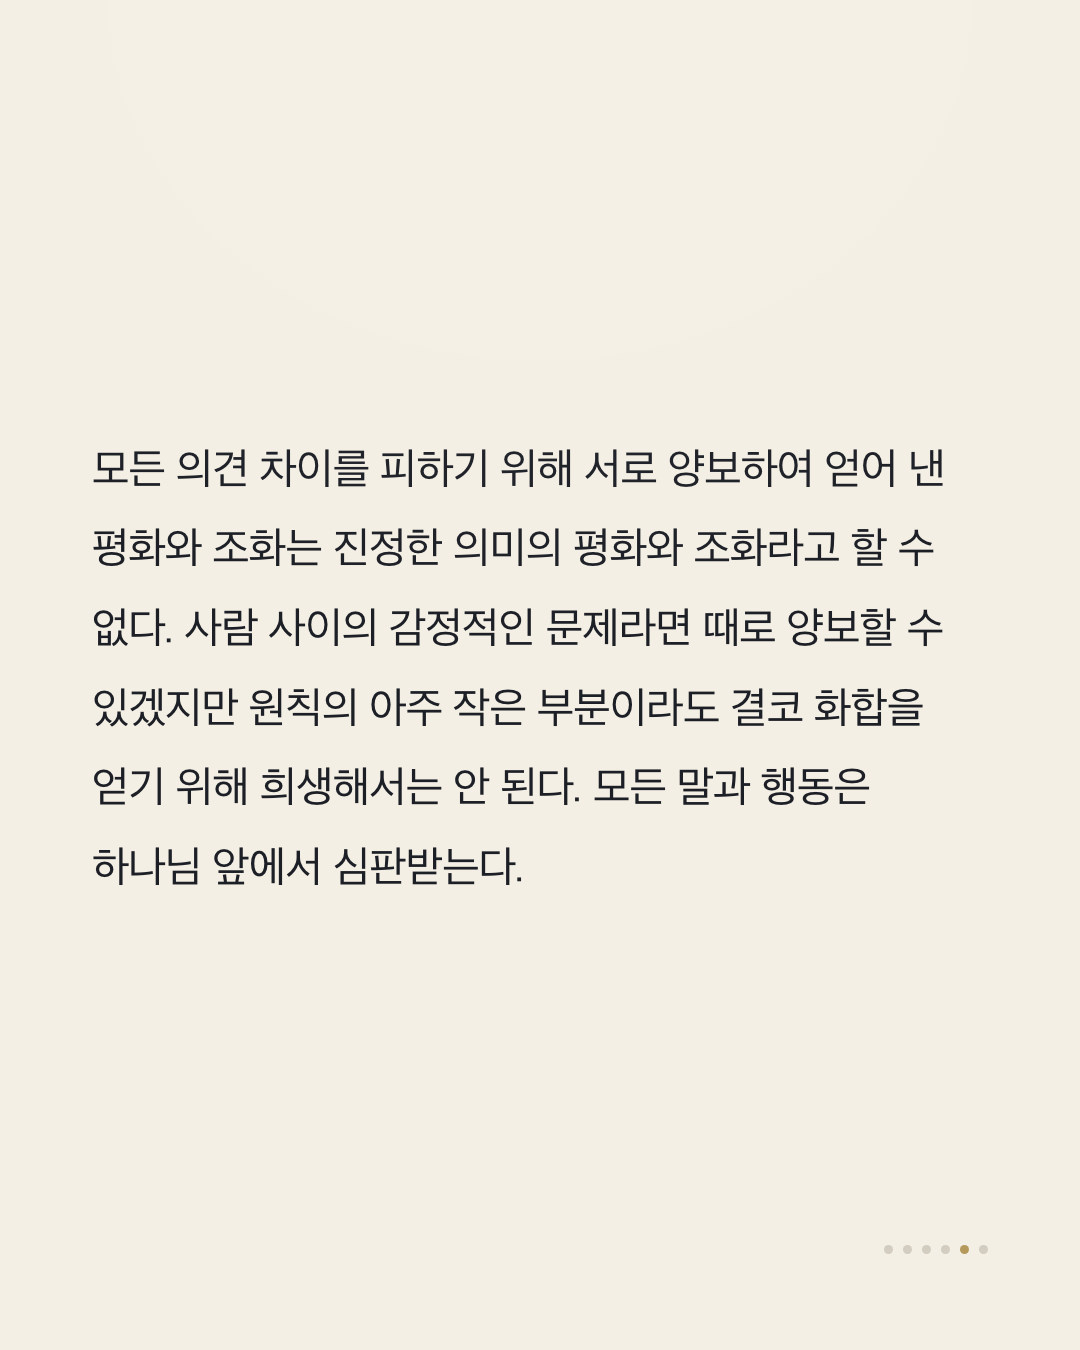 모든 의견 차이를 피하기 위해 서로 양보하여 얻어 낸
평화와 조화는 진정한 의미의 평화와 조화라고 할 수
없다. 사람 사이의 감정적인 문제라면 때로 양보할 수
있겠지만 원칙의 아주 작은 부분이라도 결코 화합을
얻기 위해 희생해서는 안 된다. 모든 말과 행동은
하나님 앞에서 심판받는다.